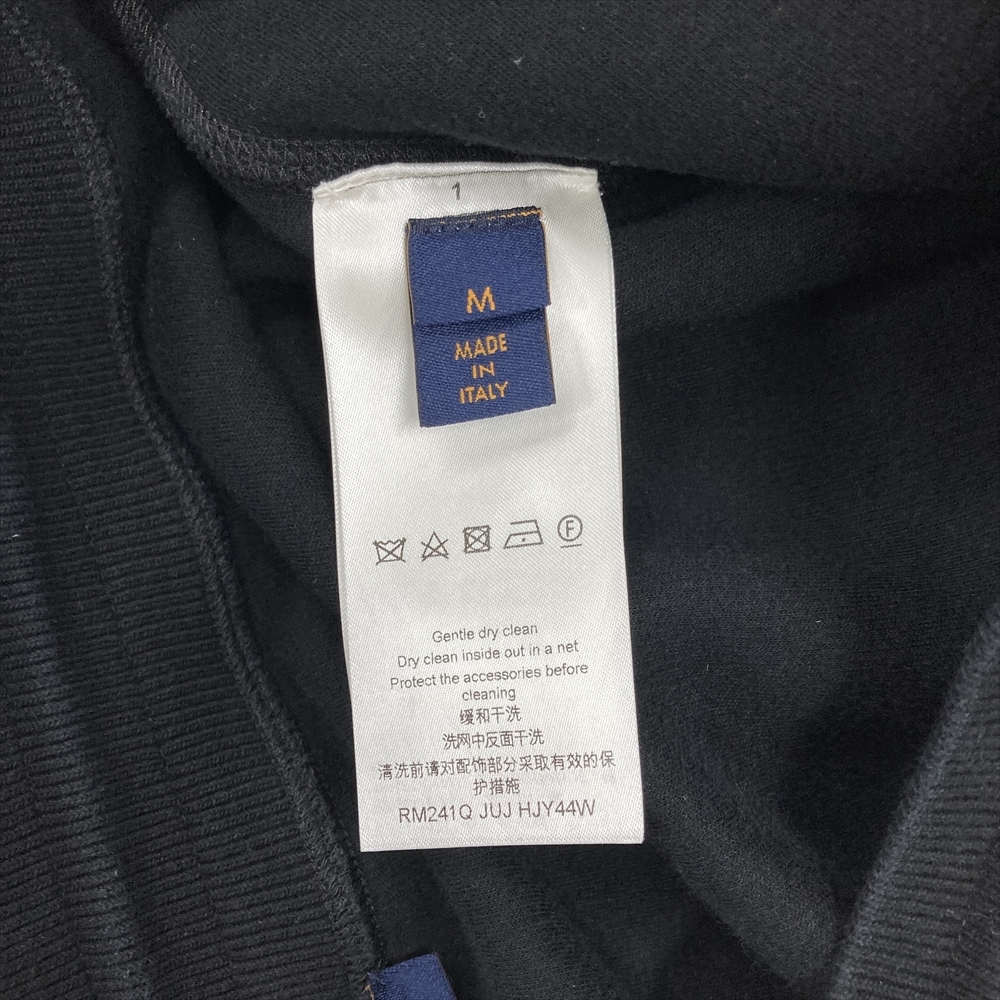 1
M
MADE
IN
ITALY
F
Gentle dry clean
Dry clean inside out in a net
Protect the accessories before
cleaning
缓和干洗
洗网中反面干洗
清洗前请对配饰部分采取有效的保
护措施
RM241Q JUJ HJY44W